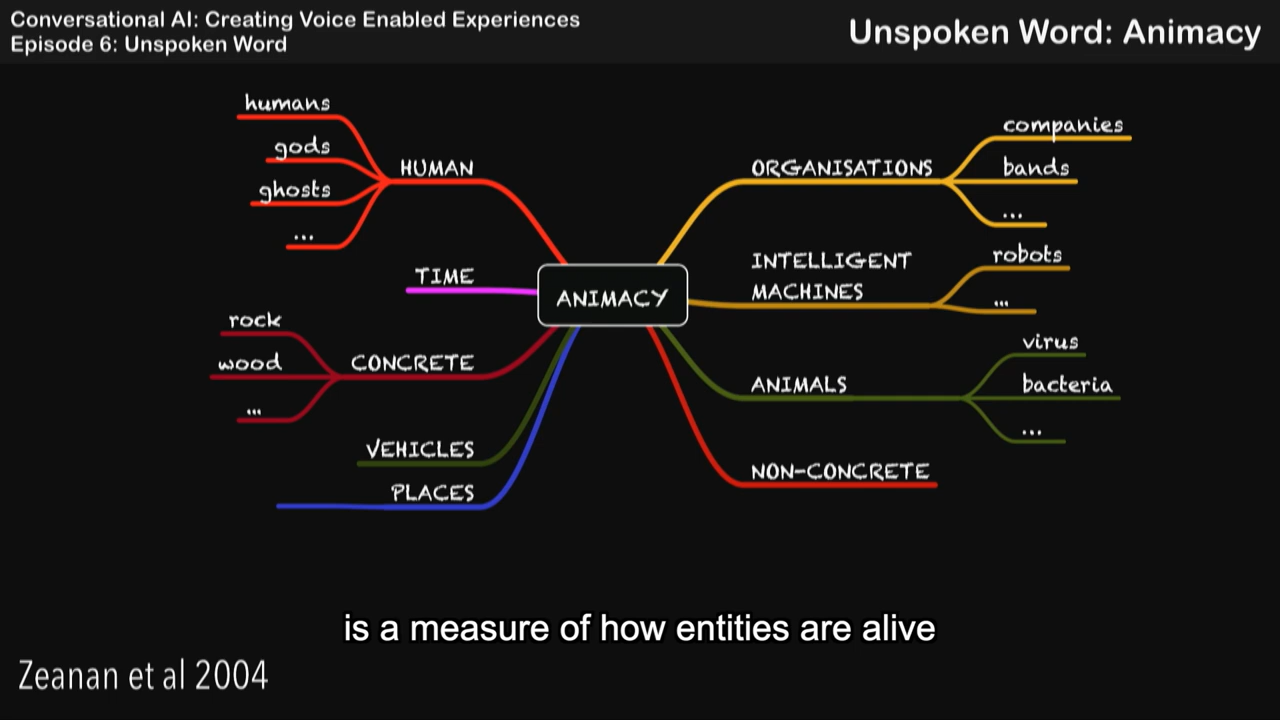 Conversational AI: Creating Voice Enabled Experiences
Episode 6: Unspoken Word
Unspoken Word: Animacy
humans
gods
ghosts
...
HUMAN
TIME
rock
wood
...
CONCRETE
VEHICLES
PLACES
ANIMACY
ORGANISATIONS
companies
bands
...
INTELLIGENT
MACHINES
robots
...
ANIMALS
virus
bacteria
...
NON-CONCRETE
is a measure of how entities are alive
Zeanan et al 2004